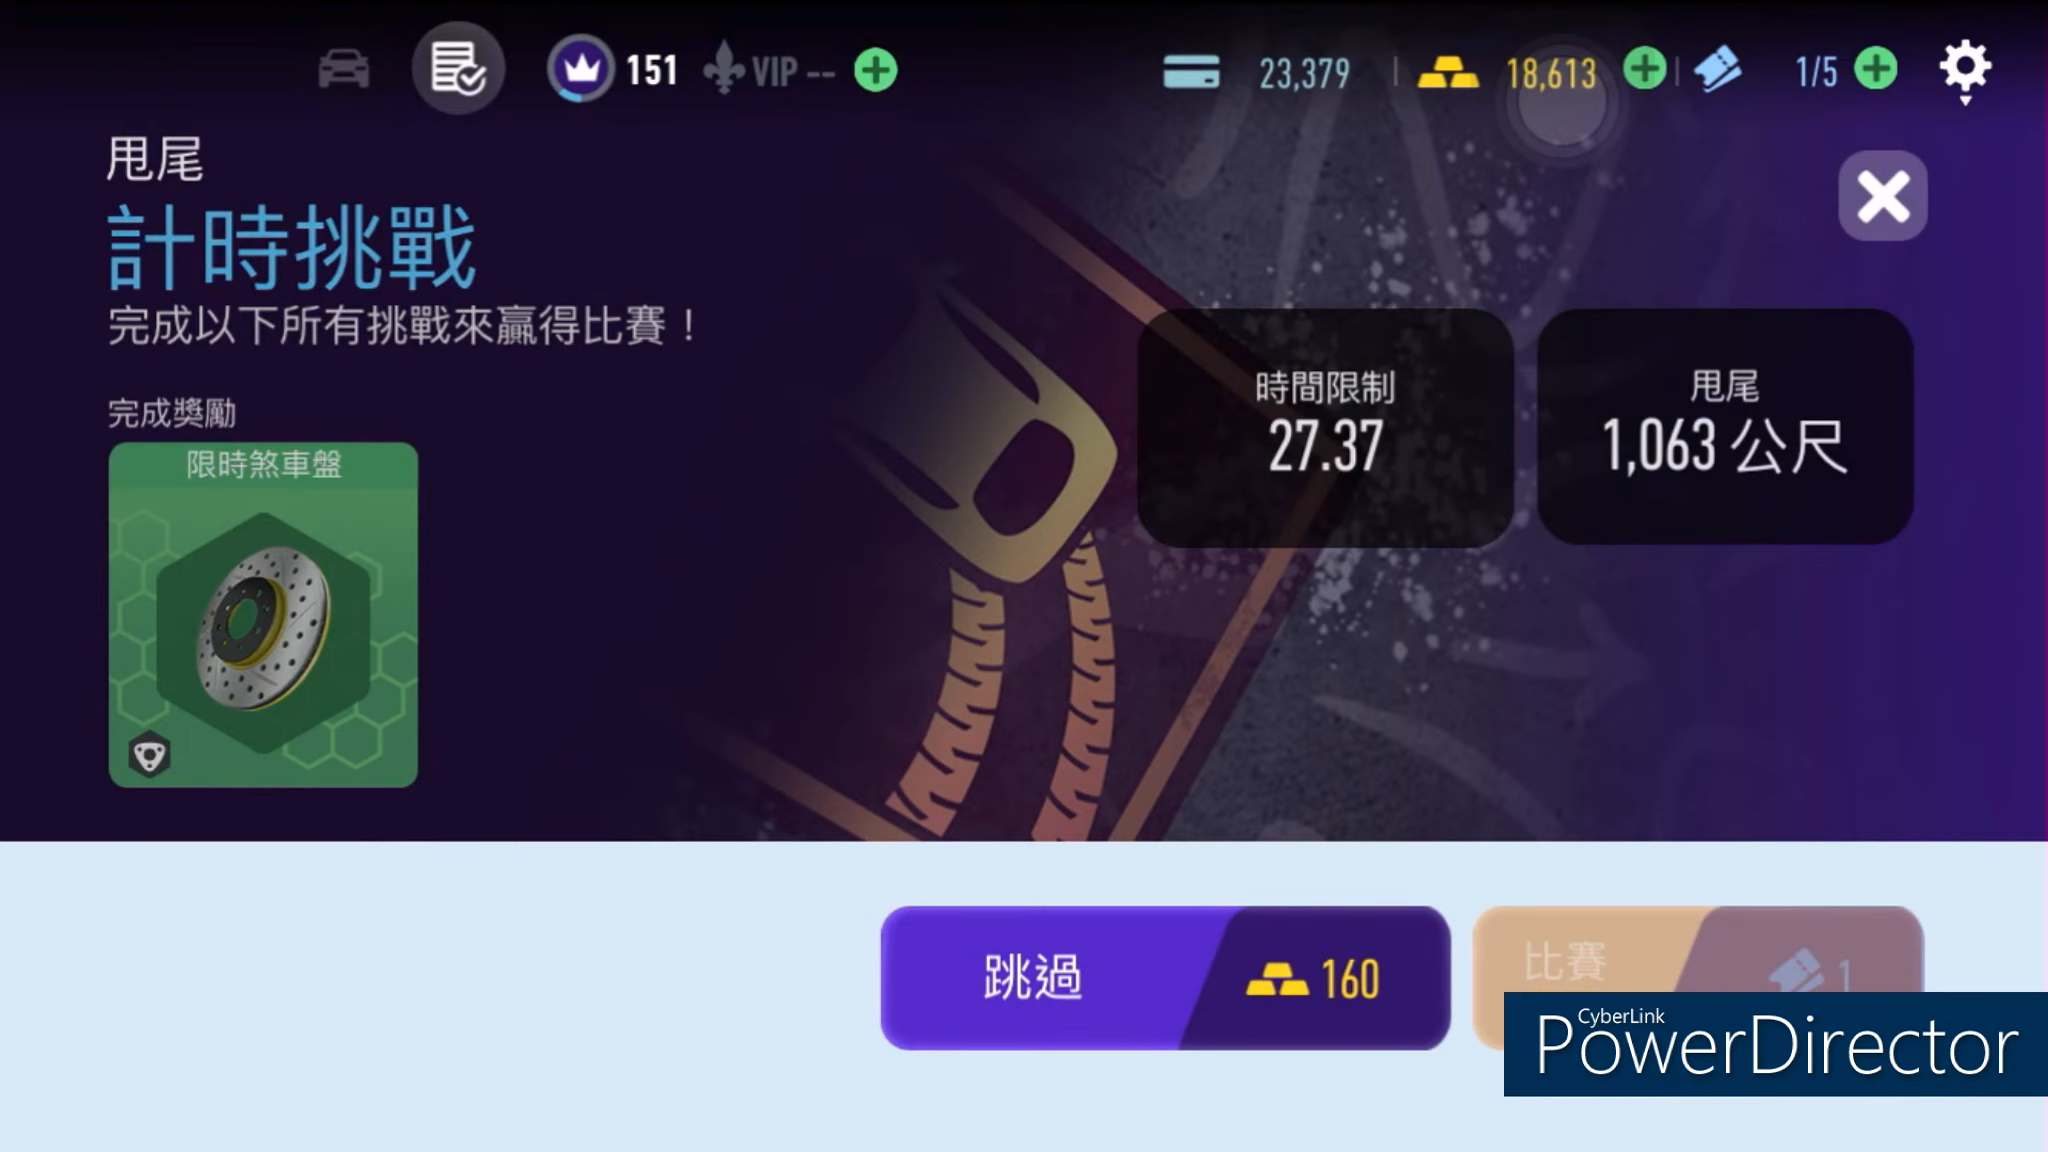 151
VIP --
23,379
18,613
1/5
甩尾
計時挑戰
完成以下所有挑戰來贏得比賽！
完成獎勵
限時煞車盤
時間限制
27.37
甩尾
1,063 公尺
跳過
160
比賽
1
CyberLink
PowerDirector